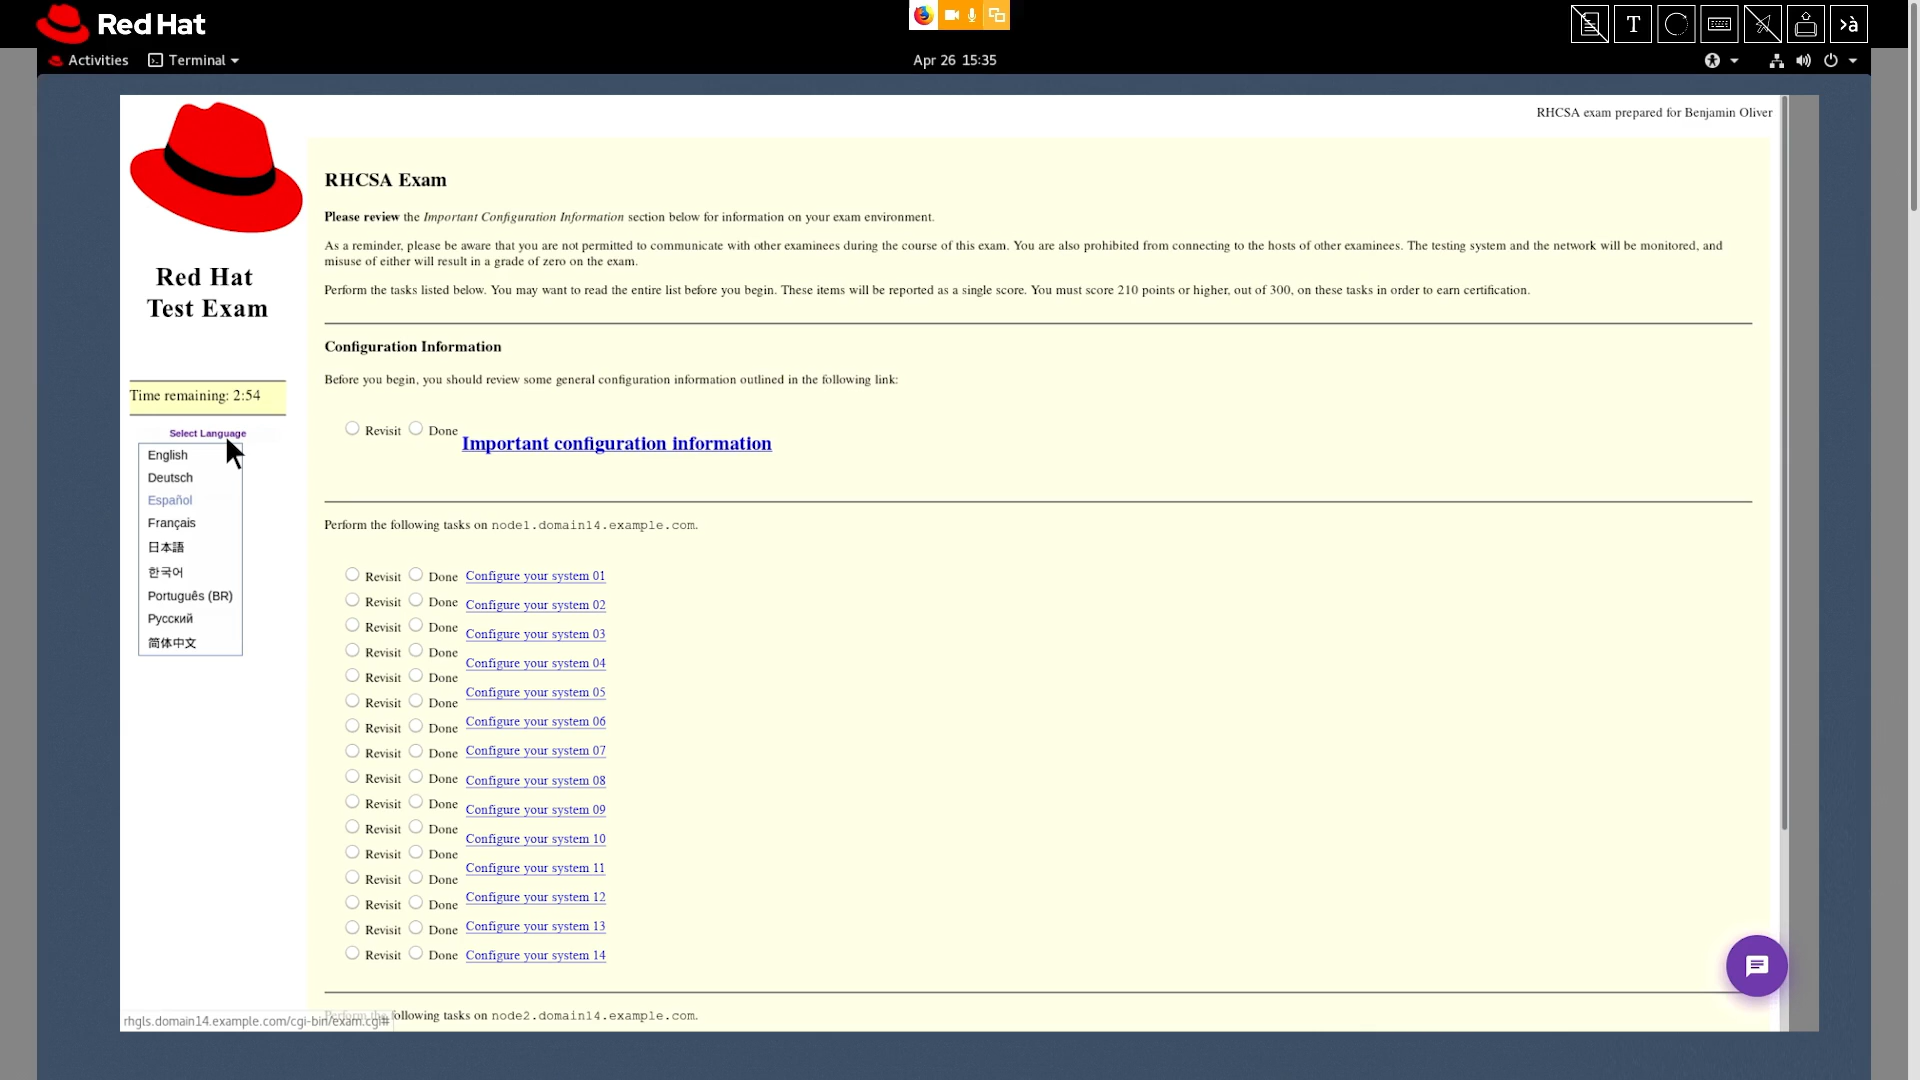 Red Hat
T
>à
Activities
Terminal
Apr 26 15:35
RHCSA exam prepared for Benjamin Oliver
Red Hat
Test Exam
Time remaining: 2:54
Select Language
English
Deutsch
Español
Français
日本語
한국어
Português (BR)
Русский
简体中文
RHCSA Exam
Please review the Important Configuration Information section below for information on your exam environment.
As a reminder, please be aware that you are not permitted to communicate with other examinees during the course of this exam. You are also prohibited from connecting to the hosts of other examinees. The testing system and the network will be monitored, and
misuse of either will result in a grade of zero on the exam.
Perform the tasks listed below. You may want to read the entire list before you begin. These items will be reported as a single score. You must score 210 points or higher, out of 300, on these tasks in order to earn certification.
Configuration Information
Before you begin, you should review some general configuration information outlined in the following link:
Revisit Done Important configuration information
Perform the following tasks on node1.domain14.example.com.
Revisit Done Configure your system 01
Revisit Done Configure your system 02
Revisit Done Configure your system 03
Revisit Done Configure your system 04
Revisit Done Configure your system 05
Revisit Done Configure your system 06
Revisit Done Configure your system 07
Revisit Done Configure your system 08
Revisit Done Configure your system 09
Revisit Done Configure your system 10
Revisit Done Configure your system 11
Revisit Done Configure your system 12
Revisit Done Configure your system 13
Revisit Done Configure your system 14
Revisit Done
Revisit Done
Perform the following tasks on node2.domain14.example.com.
rhgls.domain14.example.com/cgi-bin/exam.cgi#